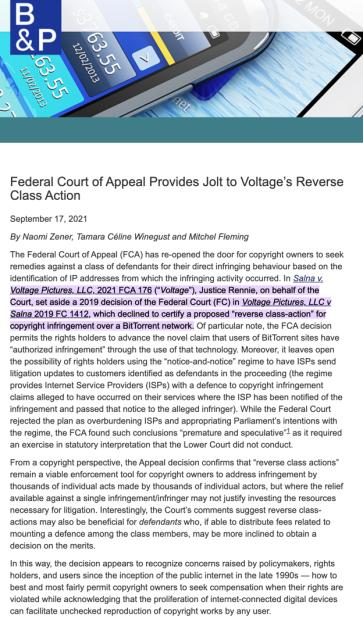 B
&P
CREDIT
11/07/2013
63,55
12/02/2013
63,55
MON
Federal Court of Appeal Provides Jolt to Voltage's Reverse
Class Action
September 17, 2021
By Naomi Zener, Tamara Céline Winegust and Mitchel Fleming
The Federal Court of Appeal (FCA) has re-opened the door for copyright owners to seek
remedies against a class of defendants for their direct infringing behaviour based on the
identification of IP addresses from which the infringing activity occurred. In Salna v.
Voltage Pictures, LLC, 2021 FCA 176 ("Voltage"), Justice Rennie, on behalf of the
Court, set aside a 2019 decision of the Federal Court (FC) in Voltage Pictures, LLC v
Salna 2019 FC 1412, which declined to certify a proposed "reverse class-action" for
copyright infringement over a BitTorrent network. Of particular note, the FCA decision
permits the rights holders to advance the novel claim that users of BitTorrent sites have
"authorized infringement" through the use of that technology. Moreover, it leaves open
the possibility of rights holders using the "notice-and-notice" regime to have ISPs send
litigation updates to customers identified as defendants in the proceeding (the regime
provides Internet Service Providers (ISPs) with a defence to copyright infringement
claims alleged to have occurred on their services where the ISP has been notified of the
infringement and passed that notice to the alleged infringer). While the Federal Court
rejected the plan as overburdening ISPs and appropriating Parliament's intentions with
the regime, the FCA found such conclusions "premature and speculative"1 as it required
an exercise in statutory interpretation that the Lower Court did not conduct.
From a copyright perspective, the Appeal decision confirms that "reverse class actions"
remain a viable enforcement tool for copyright owners to address infringement by
thousands of individual acts made by thousands of individual actors, but where the relief
available against a single infringement/infringer may not justify investing the resources
necessary for litigation. Interestingly, the Court's comments suggest reverse class-
actions may also be beneficial for defendants who, if able to distribute fees related to
mounting a defence among the class members, may be more inclined to obtain a
decision on the merits.
In this way, the decision appears to recognize concerns raised by policymakers, rights
holders, and users since the inception of the public internet in the late 1990s — how to
best and most fairly permit copyright owners to seek compensation when their rights are
violated while acknowledging that the proliferation of internet-connected digital devices
can facilitate unchecked reproduction of copyright works by any user.